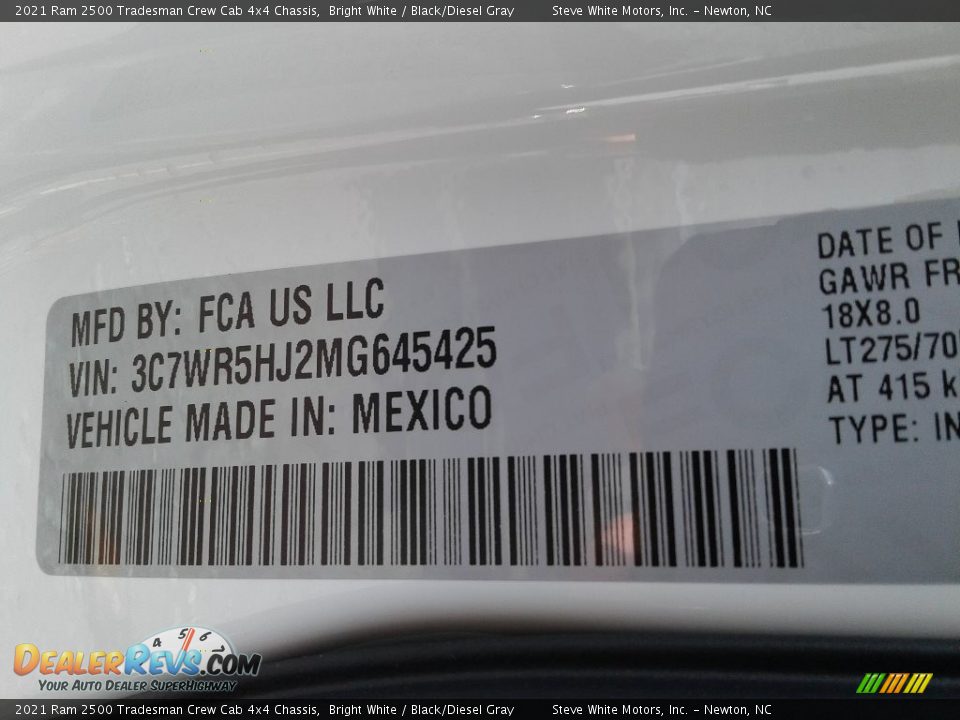 2021 Ram 2500 Tradesman Crew Cab 4x4 Chassis, Bright White / Black/Diesel Gray Steve White Motors, Inc. – Newton, NC
MFD BY: FCA US LLC
VIN: 3C7WR5HJ2MG645425
VEHICLE MADE IN: MEXICO
DATE OF
GAWR FR
18X8.0
LT275/70
AT 415 k
TYPE: IN
4 5 6
DealerRevs.com
Your Auto Dealer SuperHighway
2021 Ram 2500 Tradesman Crew Cab 4x4 Chassis, Bright White / Black/Diesel Gray Steve White Motors, Inc. – Newton, NC